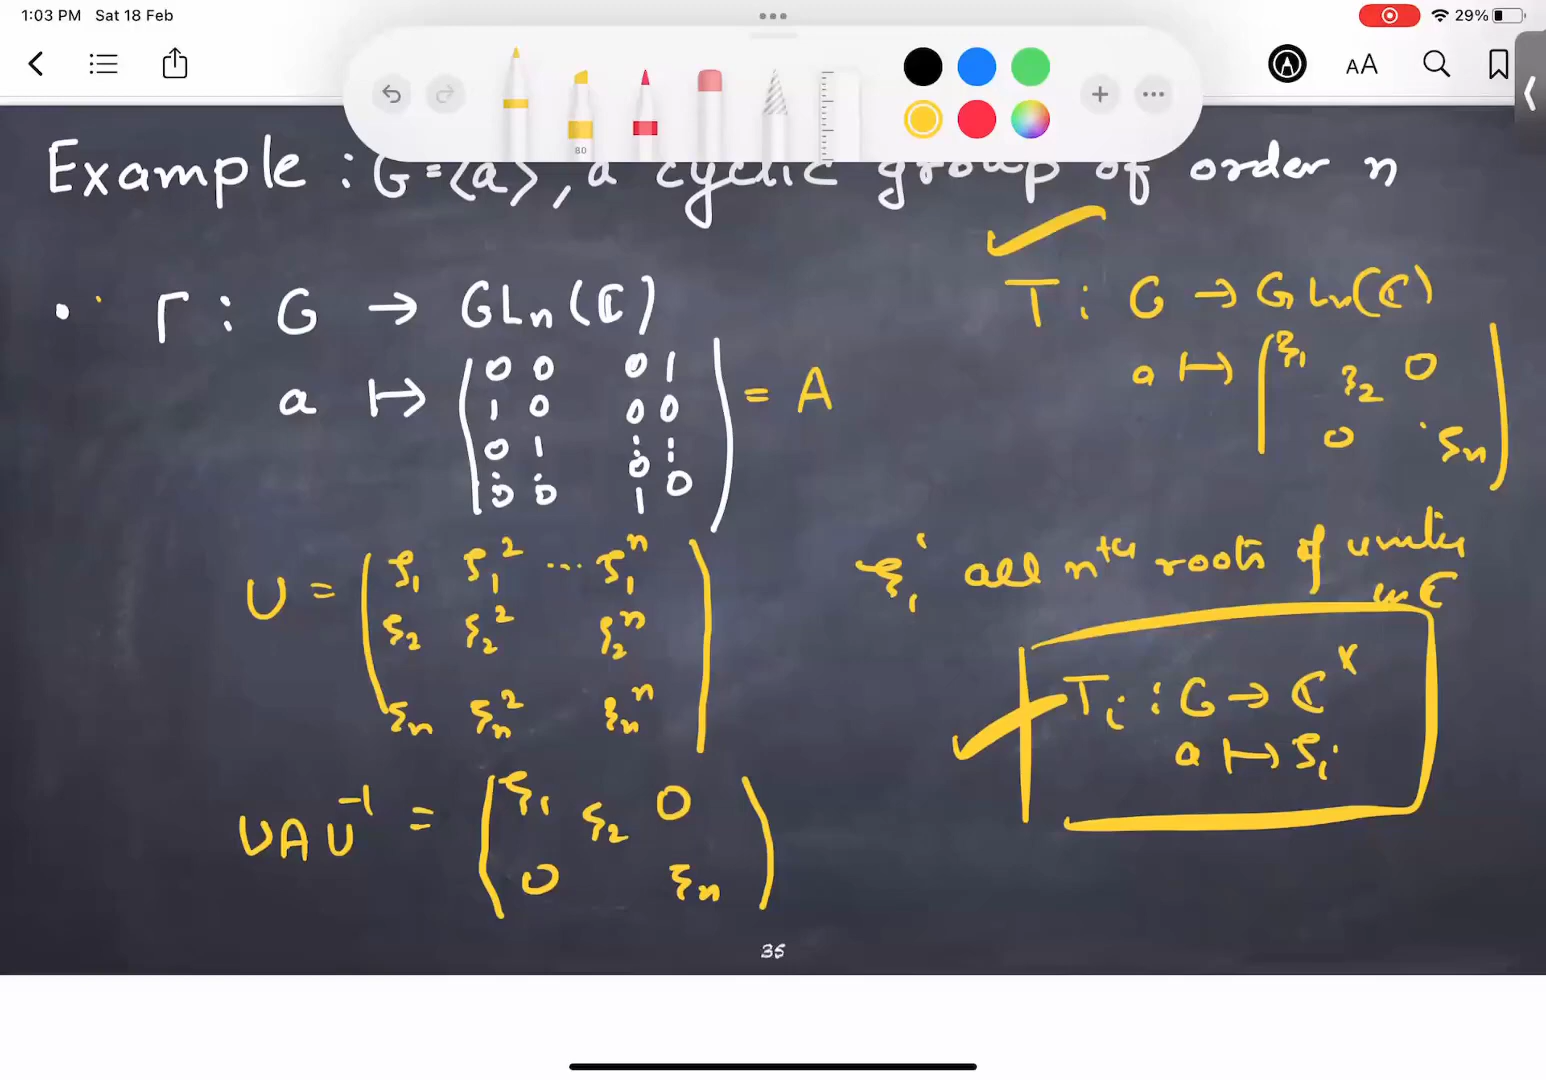 1:03 PM Sat 18 Feb
29%
AA
80
Example : G=⟨a⟩, a cyclic group of order n
Γ : G → GLn(ℂ)
a ↦ ( 0 0 0 1
1 0 0 0
0 1 ⋮ ⋮
0 0
0 0 1 ) = A
T : G → GLn(ℂ)
a ↦ ( ξ1
ξ2 0
0 ξn )
ξi all nth roots of unity
in ℂ
U = ( ξ1 ξ1² ... ξ1ⁿ
ξ2 ξ2² ξ2ⁿ
ξn ξn² ξnⁿ )
Ti : G → ℂˣ
a ↦ ξi
UAU⁻¹ = ( ξ1 ξ2 0
0 ξn )
35